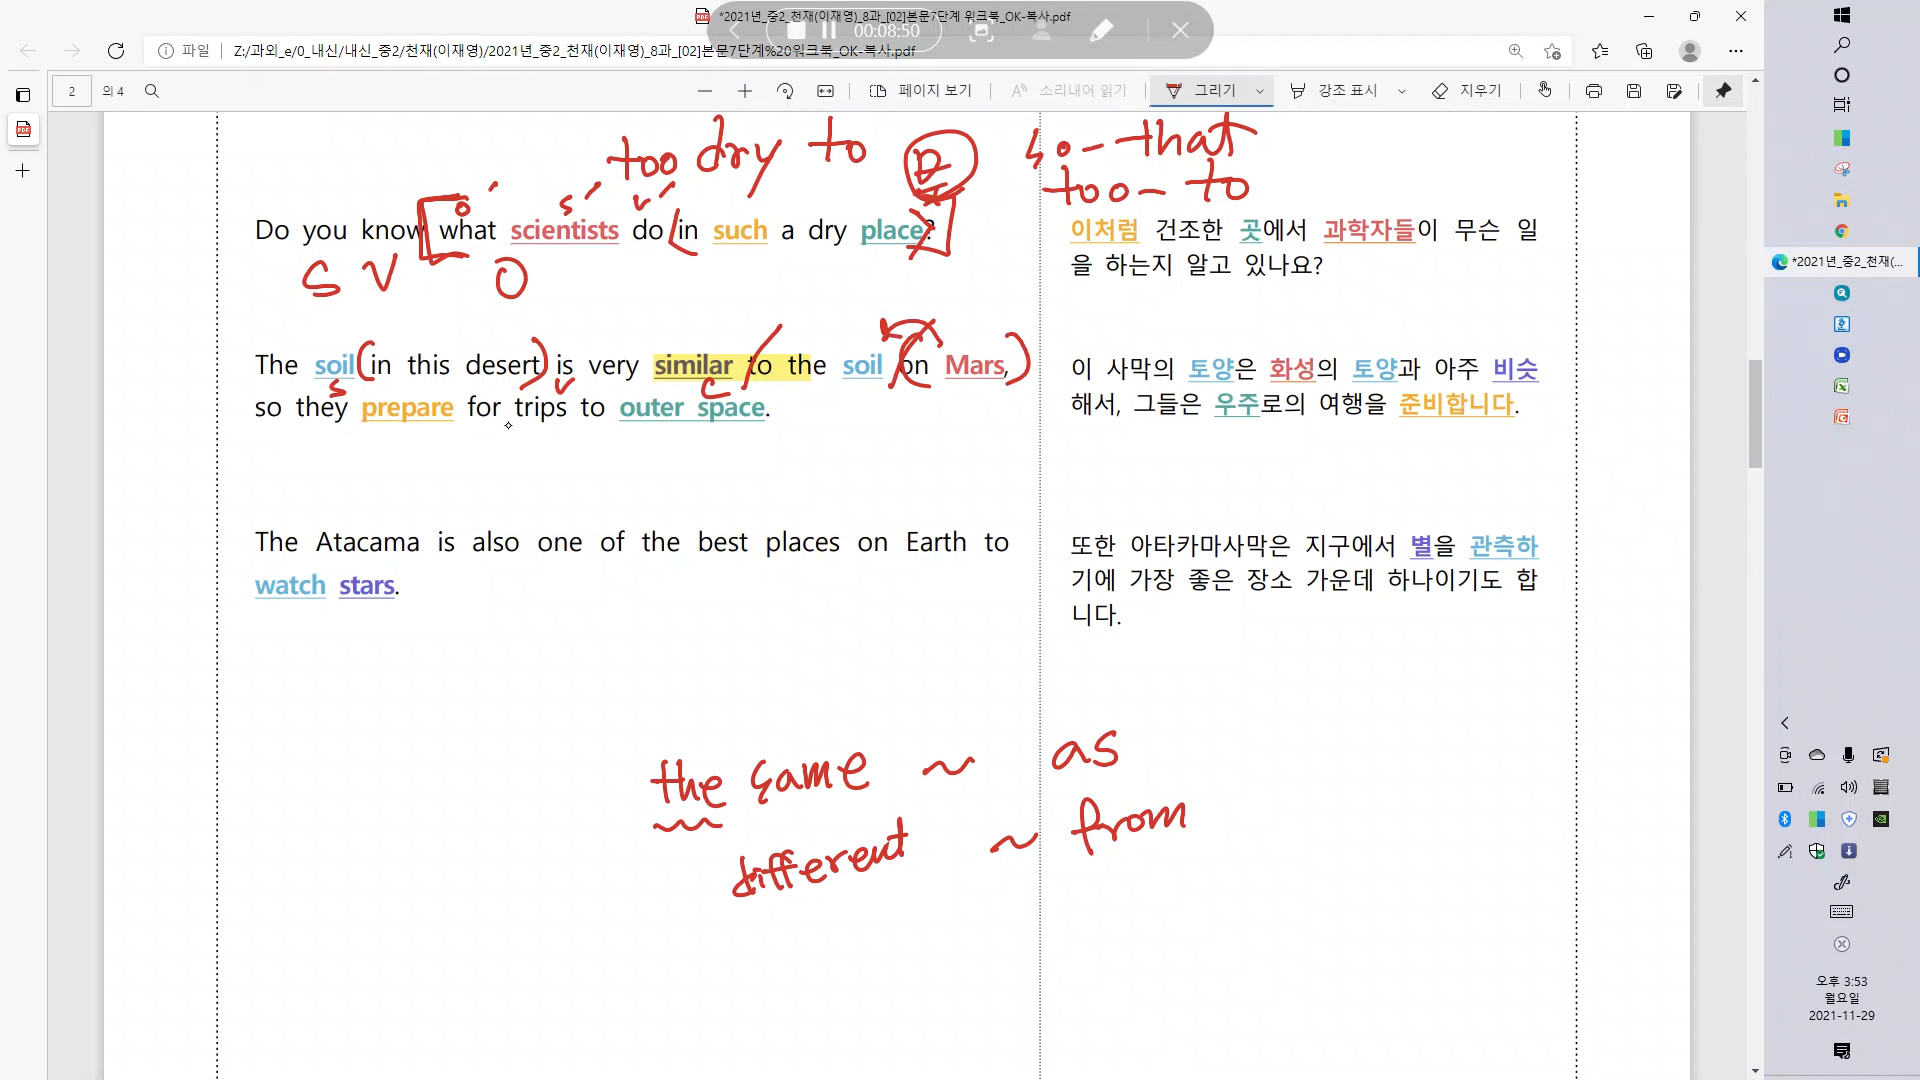 *2021년_중2_천재(이재영)_8과_[02]본문7단계 워크북_OK-복사.pdf
00:08:50
파일 Z:/과외_e/0_내신/내신_중2/천재(이재영)/2021년_중2_천재(이재영)_8과_[02]본문7단계%20워크북_OK-복사.pdf
2 의 4 페이지 보기 소리내어 읽기 그리기 강조 표시 지우기
too dry to so - that
too - to
o' s' v'
Do you know what scientists do in such a dry place?
S V O
이처럼 건조한 곳에서 과학자들이 무슨 일
을 하는지 알고 있나요?
The soil in this desert is very similar to the soil on Mars,
s v c
so they prepare for trips to outer space.
이 사막의 토양은 화성의 토양과 아주 비슷
해서, 그들은 우주로의 여행을 준비합니다.
The Atacama is also one of the best places on Earth to
watch stars.
또한 아타카마사막은 지구에서 별을 관측하
기에 가장 좋은 장소 가운데 하나이기도 합
니다.
the same ~ as
different ~ from
*2021년_중2_천재(...
오후 3:53
월요일
2021-11-29